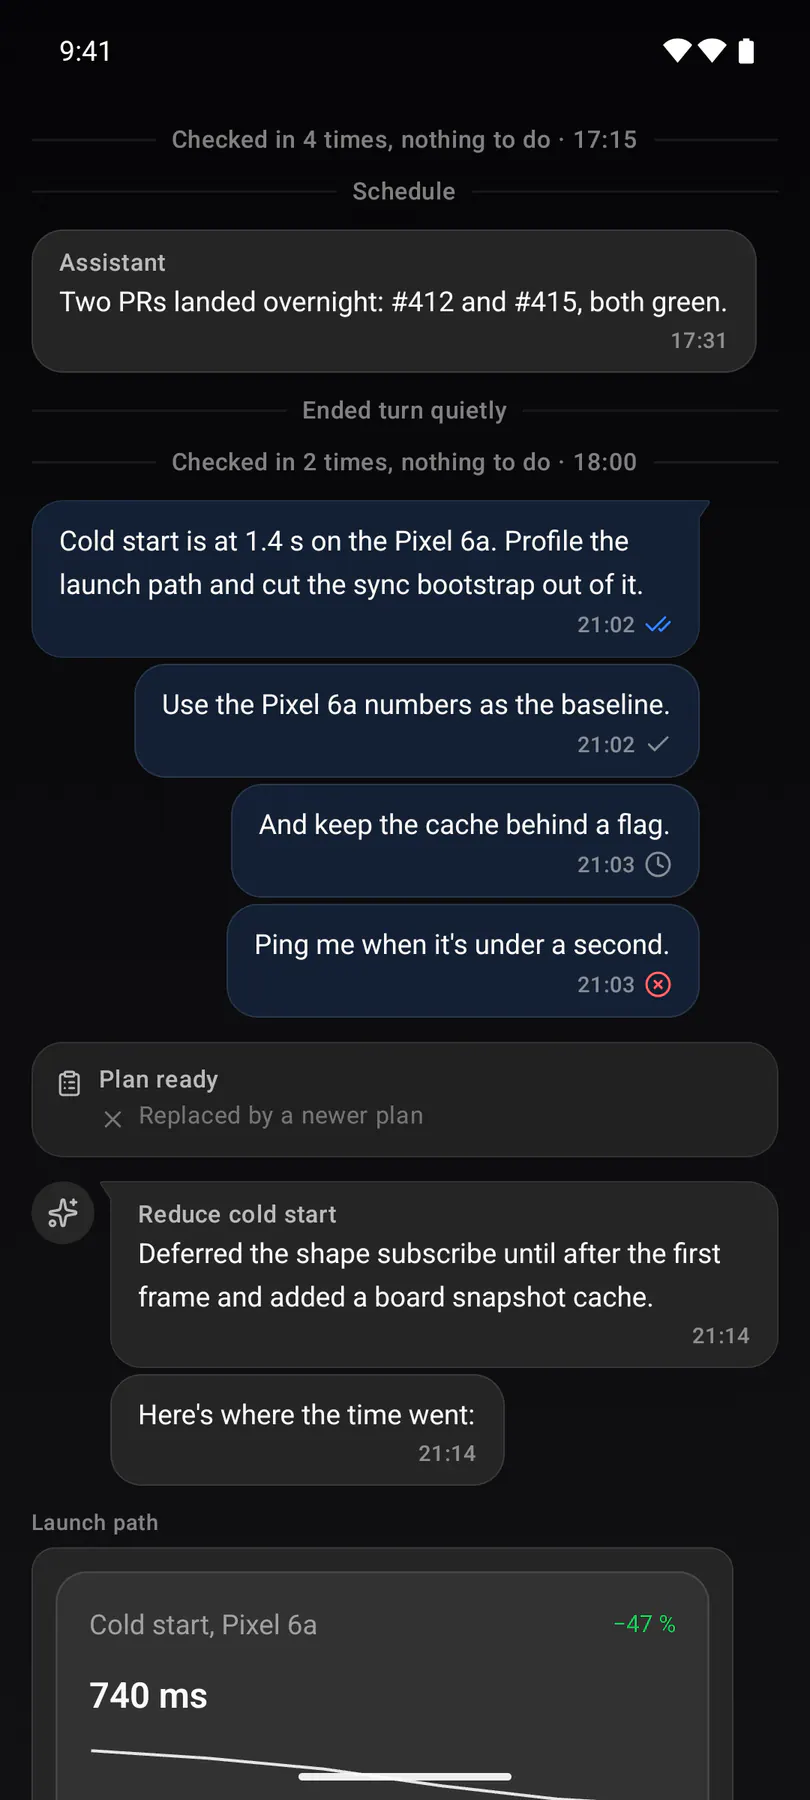 9:41
Checked in 4 times, nothing to do · 17:15
Schedule
Assistant
Two PRs landed overnight: #412 and #415, both green.
17:31
Ended turn quietly
Checked in 2 times, nothing to do · 18:00
Cold start is at 1.4 s on the Pixel 6a. Profile the
launch path and cut the sync bootstrap out of it.
21:02
Use the Pixel 6a numbers as the baseline.
21:02
And keep the cache behind a flag.
21:03
Ping me when it's under a second.
21:03
Plan ready
Replaced by a newer plan
Reduce cold start
Deferred the shape subscribe until after the first
frame and added a board snapshot cache.
21:14
Here's where the time went:
21:14
Launch path
Cold start, Pixel 6a
−47 %
740 ms